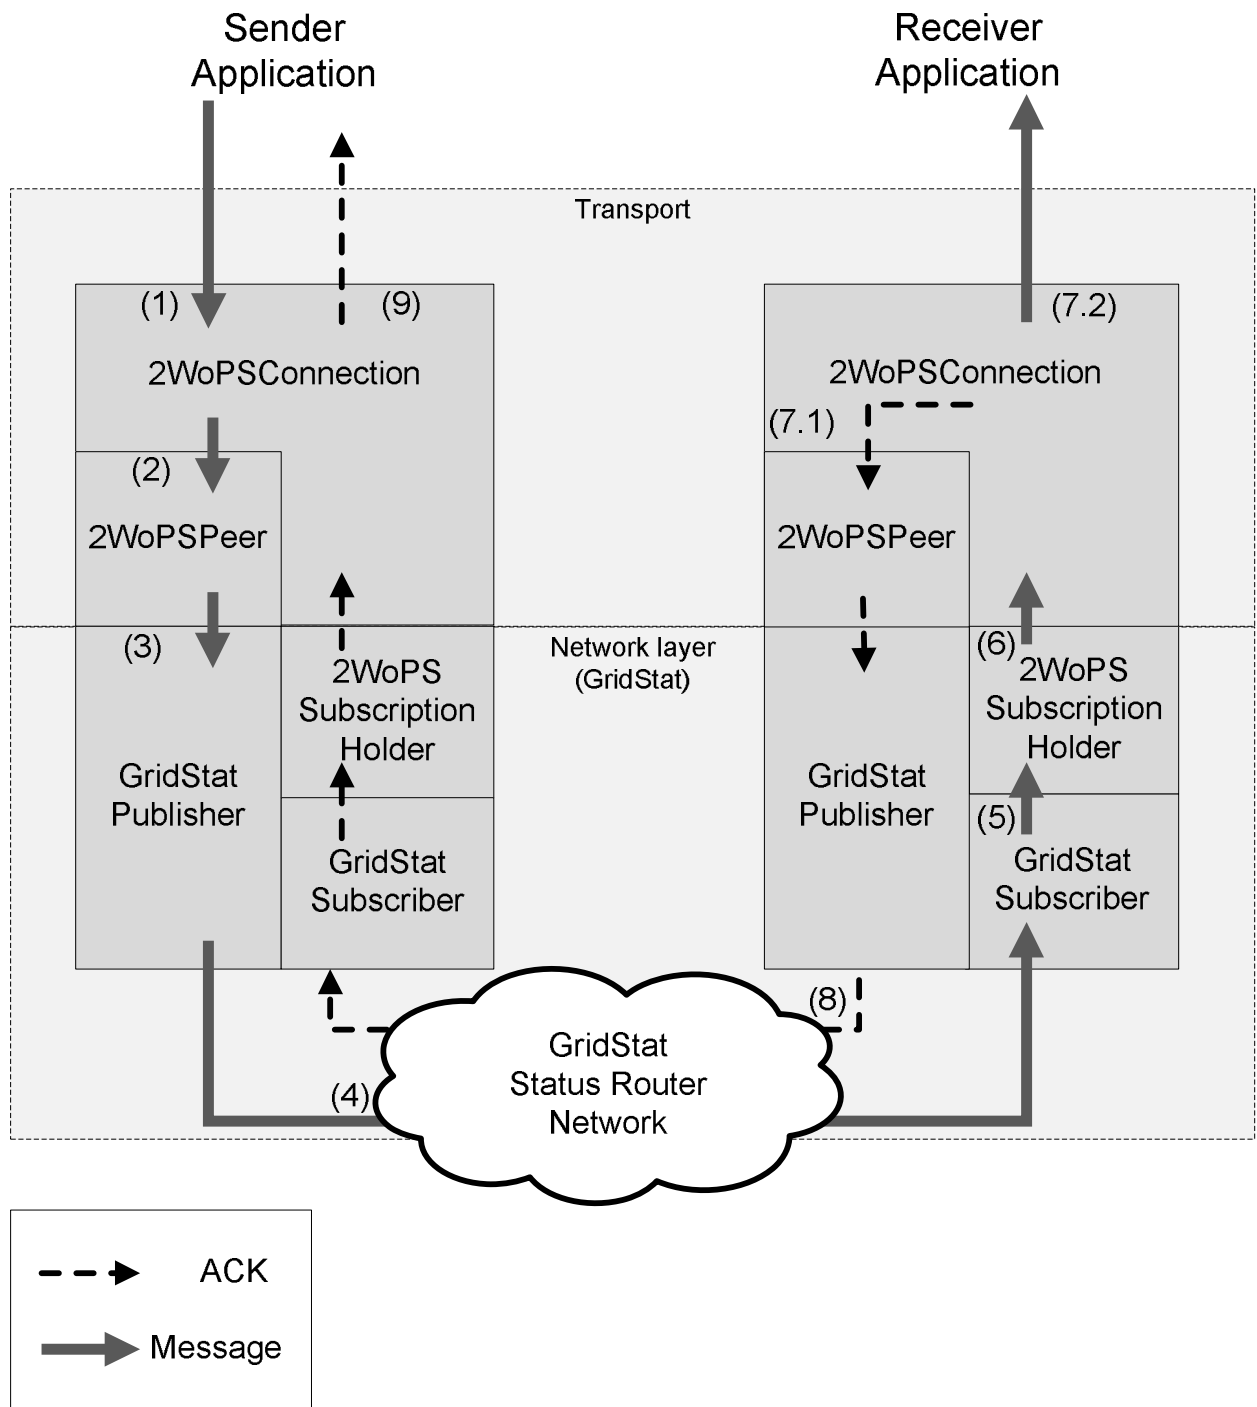 Sender
Application
Receiver
Application
Transport
(1)
(9)
2WoPSConnection
(7.2)
2WoPSConnection
(7.1)
(2)
2WoPSPeer
2WoPSPeer
(3)
2WoPS
Subscription
Holder
Network layer
(GridStat)
(6)
2WoPS
Subscription
Holder
GridStat
Publisher
GridStat
Publisher
(5)
GridStat
Subscriber
GridStat
Subscriber
(8)
GridStat
Status Router
Network
(4)
ACK
Message